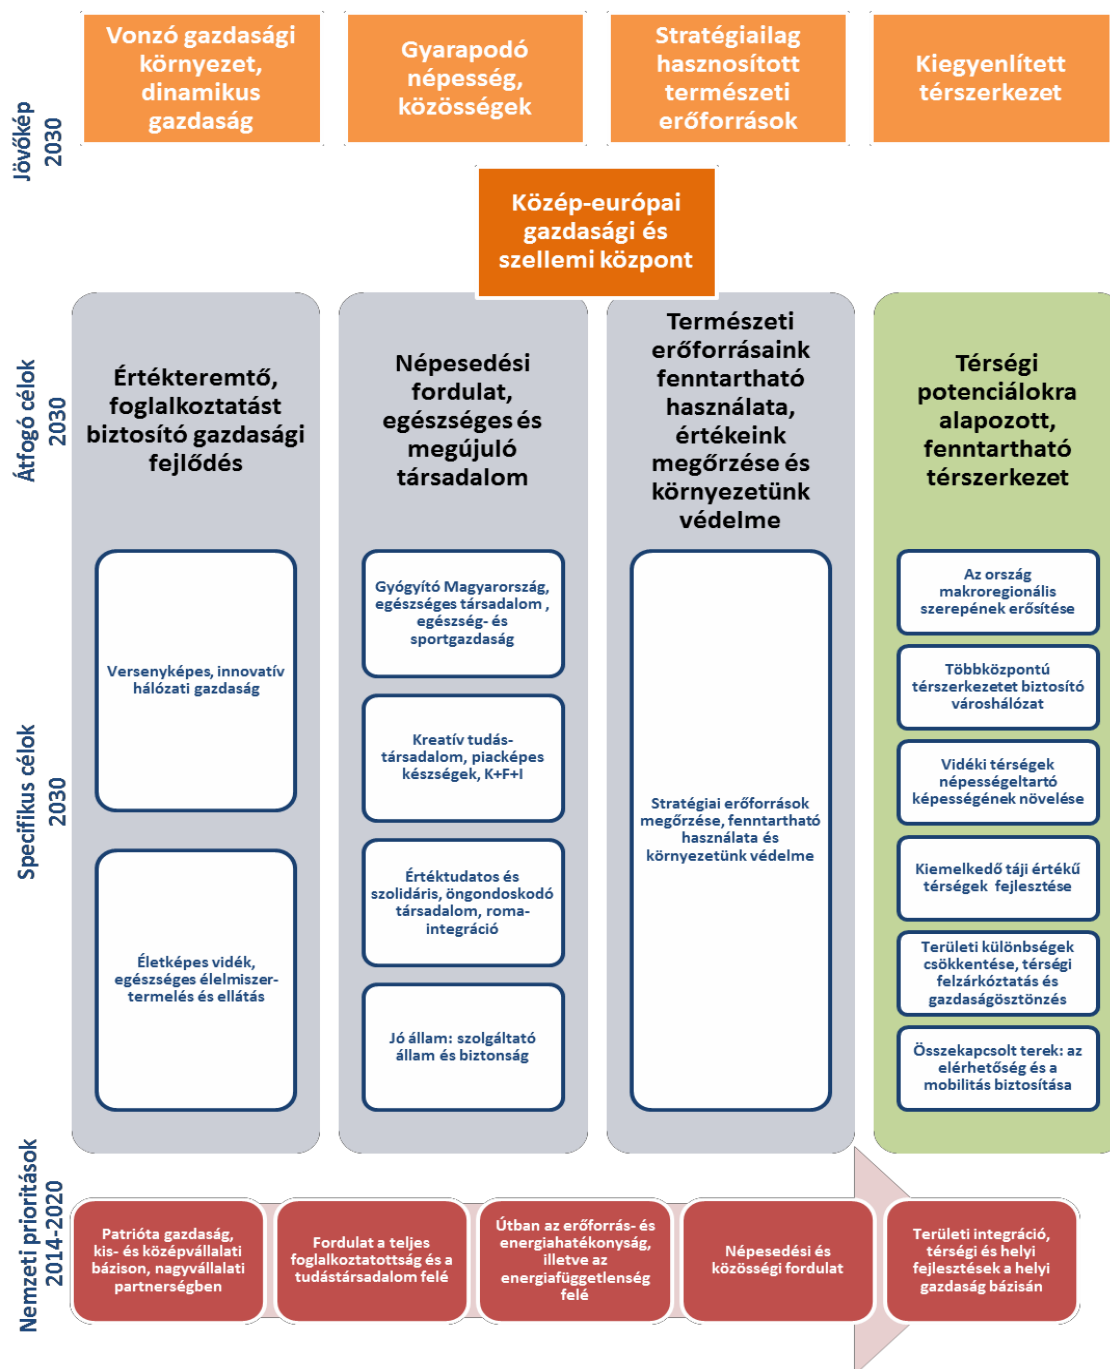 Jövőkép
2030
Vonzó gazdasági
környezet,
dinamikus
gazdaság
Gyarapodó
népesség,
közösségek
Stratégiailag
hasznosított
természeti
erőforrások
Kiegyenlített
térszerkezet
Közép-európai
gazdasági és
szellemi központ
Átfogó célok
2030
Értékteremtő,
foglalkoztatást
biztosító gazdasági
fejlődés
Népesedési
fordulat,
egészséges és
megújuló
társadalom
Természeti
erőforrásaink
fenntartható
használata,
értékeink
megőrzése és
környezetünk
védelme
Térségi
potenciálokra
alapozott,
fenntartható
térszerkezet
Specifikus célok
2030
Versenyképes, innovatív
hálózati gazdaság
Életképes vidék,
egészséges élelmiszer-
termelés és ellátás
Gyógyító Magyarország,
egészséges társadalom ,
egészség- és
sportgazdaság
Kreatív tudás-
társadalom, piacképes
készségek, K+F+I
Értéktudatos és
szolidáris, öngondoskodó
társadalom, roma-
integráció
Jó állam: szolgáltató
állam és biztonság
Stratégiai erőforrások
megőrzése, fenntartható
használata és
környezetünk védelme
Az ország
makroregionális
szerepének erősítése
Többközpontú
térszerkezetet biztosító
városhálózat
Vidéki térségek
népességeltartó
képességének növelése
Kiemelkedő táji értékű
térségek fejlesztése
Területi különbségek
csökkentése, térségi
felzárkóztatás és
gazdaságösztönzés
Összekapcsolt terek: az
elérhetőség és a
mobilitás biztosítása
Nemzeti prioritások
2014-2020
Patrióta gazdaság,
kis- és középvállalati
bázison, nagyvállalati
partnerségben
Fordulat a teljes
foglalkoztatottság és a
tudástársadalom felé
Útban az erőforrás- és
energiahatékonyság,
illetve az
energiafüggetlenség
felé
Népesedési és
közösségi fordulat
Területi integráció,
térségi és helyi
fejlesztések a helyi
gazdaság bázisán